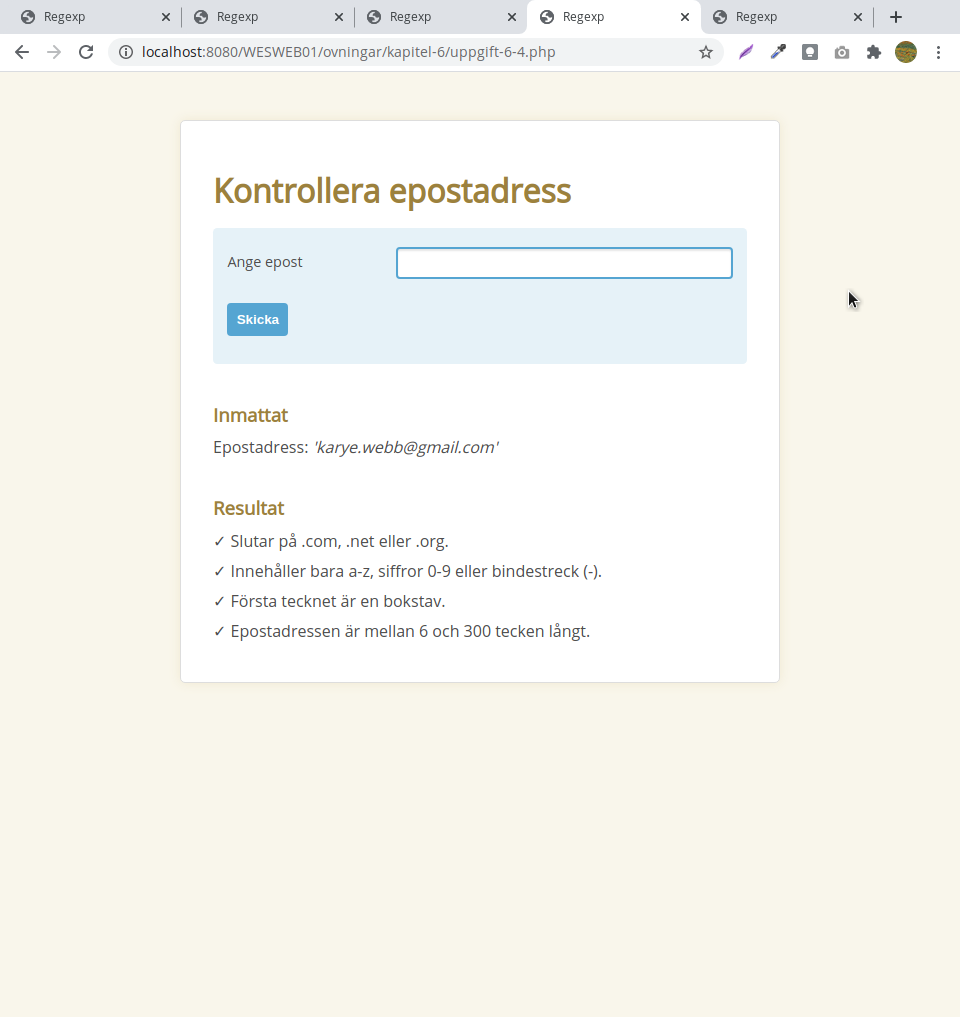 Regexp Regexp Regexp Regexp Regexp
localhost:8080/WESWEB01/ovningar/kapitel-6/uppgift-6-4.php
Kontrollera epostadress
Ange epost
Skicka
Inmattat
Epostadress: 'karye.webb@gmail.com'
Resultat
✓ Slutar på .com, .net eller .org.
✓ Innehåller bara a-z, siffror 0-9 eller bindestreck (-).
✓ Första tecknet är en bokstav.
✓ Epostadressen är mellan 6 och 300 tecken långt.